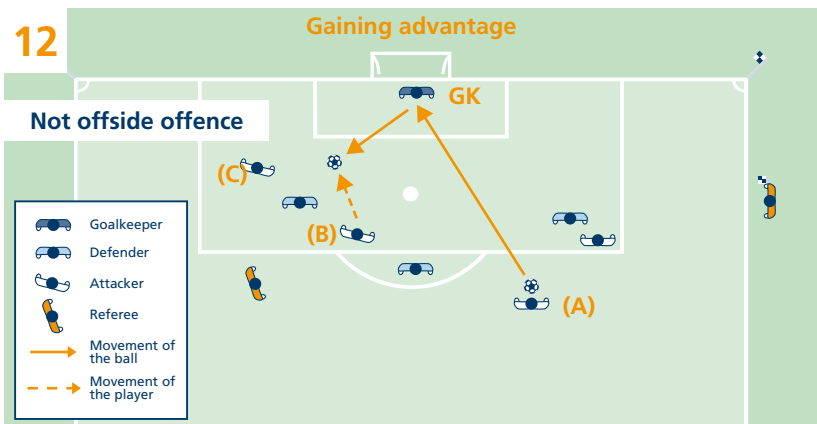 12
Gaining advantage
GK
Not offside offence
(C)
(B)
(A)
Goalkeeper
Defender
Attacker
Referee
Movement of
the ball
Movement of
the player